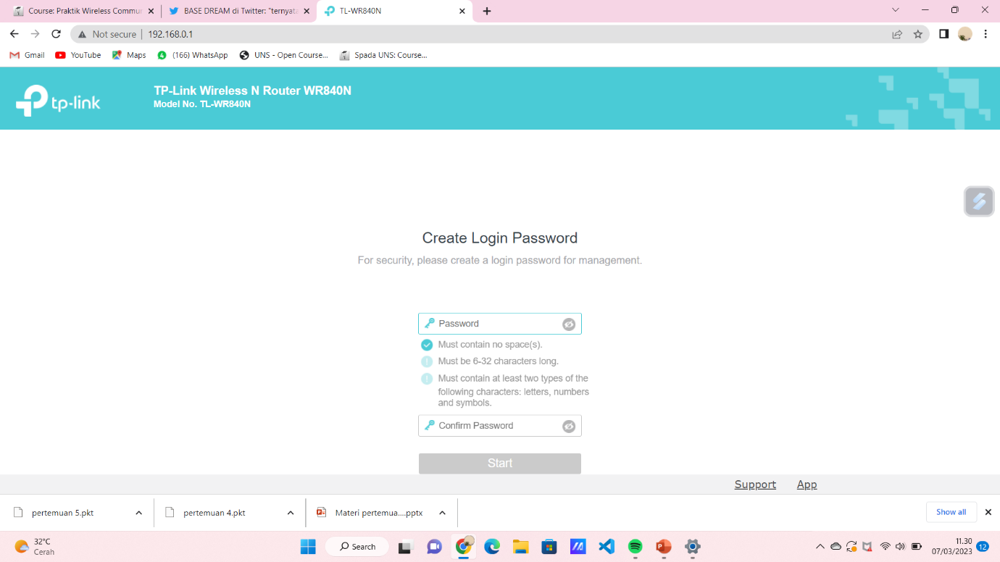 Course: Praktik Wireless Commu
BASE DREAM di Twitter: "ternyata
TL-WR840N
Not secure
192.168.0.1
Gmail
YouTube
Maps
(166) WhatsApp
UNS - Open Course...
Spada UNS: Course...
tp-link
TP-Link Wireless N Router WR840N
Model No. TL-WR840N
Create Login Password
For security, please create a login password for management.
Password
Must contain no space(s).
Must be 6-32 characters long.
Must contain at least two types of the
following characters: letters, numbers
and symbols.
Confirm Password
Start
Support
App
pertemuan 5.pkt
pertemuan 4.pkt
Materi pertemua....pptx
Show all
32°C
Cerah
Search
11.30
07/03/2023
12